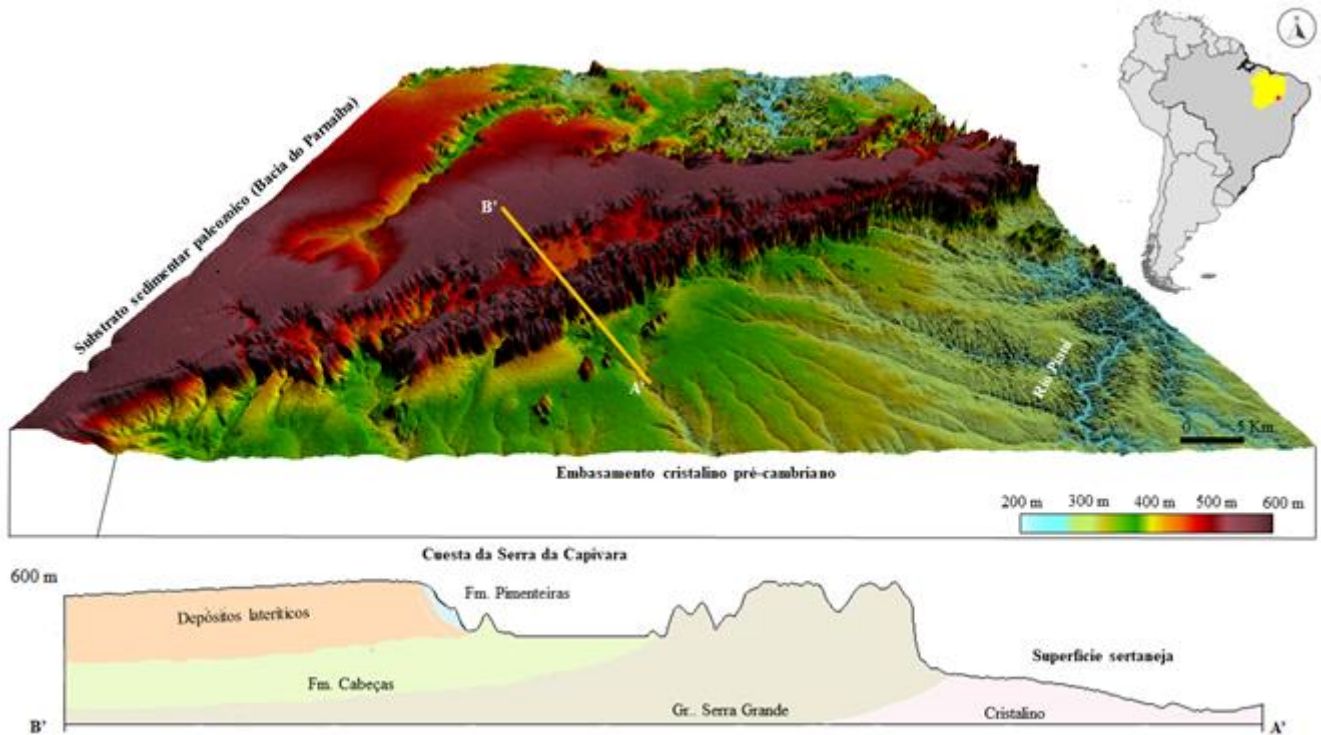 Substrato sedimentar paleozoico (Bacia do Parnaíba)
B'
A'
Rio Piauí
0 5 Km
Embasamento cristalino pré-cambriano
200 m 300 m 400 m 500 m 600 m
Cuesta da Serra da Capivara
600 m
Fm. Pimenteiras
Depósitos lateríticos
Superfície sertaneja
Fm. Cabeças
Gr.. Serra Grande
Cristalino
B' A'